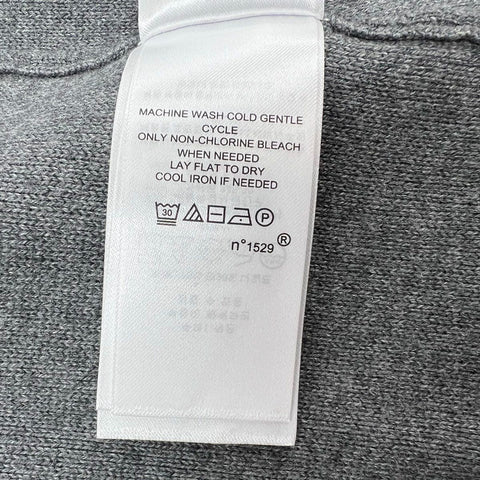 MACHINE WASH COLD GENTLE
CYCLE
ONLY NON-CHLORINE BLEACH
WHEN NEEDED
LAY FLAT TO DRY
COOL IRON IF NEEDED
30 P
n°1529®